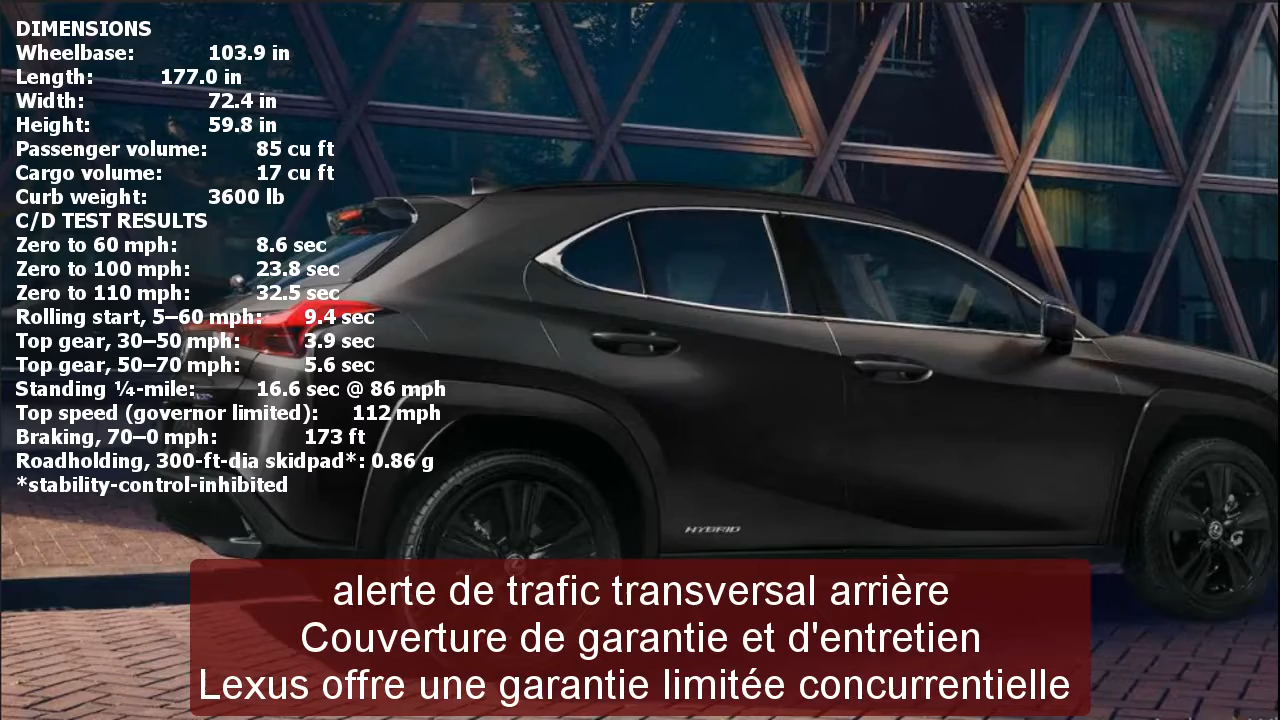 DIMENSIONS
Wheelbase: 103.9 in
Length: 177.0 in
Width: 72.4 in
Height: 59.8 in
Passenger volume: 85 cu ft
Cargo volume: 17 cu ft
Curb weight: 3600 lb
C/D TEST RESULTS
Zero to 60 mph: 8.6 sec
Zero to 100 mph: 23.8 sec
Zero to 110 mph: 32.5 sec
Rolling start, 5–60 mph: 9.4 sec
Top gear, 30–50 mph: 3.9 sec
Top gear, 50–70 mph: 5.6 sec
Standing ¼-mile: 16.6 sec @ 86 mph
Top speed (governor limited): 112 mph
Braking, 70–0 mph: 173 ft
Roadholding, 300-ft-dia skidpad*: 0.86 g
*stability-control-inhibited
HYBRID
alerte de trafic transversal arrière
Couverture de garantie et d'entretien
Lexus offre une garantie limitée concurrentielle